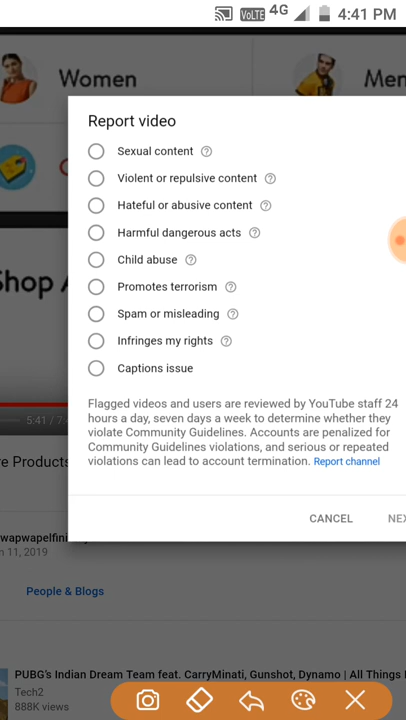 VoLTE 4G 4:41 PM
Women
Men
Report video
Sexual content
Violent or repulsive content
Hateful or abusive content
Harmful dangerous acts
Child abuse
Shop
Promotes terrorism
Spam or misleading
Infringes my rights
Captions issue
Flagged videos and users are reviewed by YouTube staff 24
hours a day, seven days a week to determine whether they
5:41 / 7:
violate Community Guidelines. Accounts are penalized for
Community Guidelines violations, and serious or repeated
violations can lead to account termination. Report channel
e Products
CANCEL NEX
wapwapelfin
11, 2019
People & Blogs
PUBG's Indian Dream Team feat. CarryMinati, Gunshot, Dynamo | All Things
Tech2
888K views